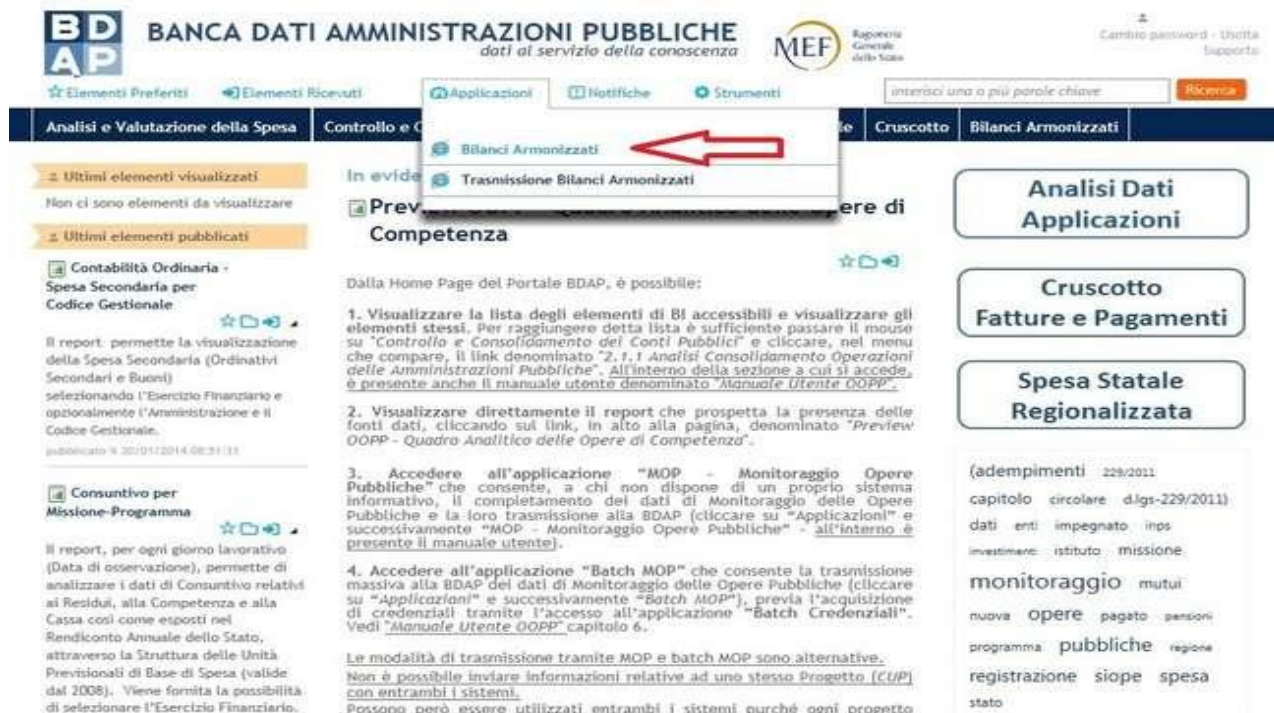 BD
AP
BANCA DATI AMMINISTRAZIONI PUBBLICHE
dati al servizio della conoscenza
MEF
Ragioneria
Generale
dello Stato
Cambio password - Uscita
Supporto
Elementi Preferiti
Elementi Ricevuti
Applicazioni
Notifiche
Strumenti
inserisci una o più parole chiave
Ricerca
Analisi e Valutazione della Spesa
Controllo e C
le
Cruscotto
Bilanci Armonizzati
Bilanci Armonizzati
Trasmissione Bilanci Armonizzati
Ultimi elementi visualizzati
Non ci sono elementi da visualizzare
Ultimi elementi pubblicati
Contabilità Ordinaria -
Spesa Secondaria per
Codice Gestionale
Il report permette la visualizzazione
della Spesa Secondaria (Ordinativi
Secondari e Buoni)
selezionando l'Esercizio Finanziario e
opzionalmente l'Amministrazione e il
Codice Gestionale.
Consuntivo per
Missione-Programma
Il report, per ogni giorno lavorativo
(Data di osservazione), permette di
analizzare i dati di Consuntivo relativi
ai Residui, alla Competenza e alla
Cassa così come esposti nel
Rendiconto Annuale dello Stato,
attraverso la Struttura delle Unità
Previsionali di Base di Spesa (valide
dal 2008). Viene fornita la possibilità
di selezionare l'Esercizio Finanziario.
In evide
pere di
Competenza
Dalla Home Page del Portale BDAP, è possibile:
1. Visualizzare la lista degli elementi di BI accessibili e visualizzare gli
elementi stessi. Per raggiungere detta lista è sufficiente passare il mouse
su "Controllo e Consolidamento dei Conti Pubblici" e cliccare, nel menu
che compare, il link denominato "2.1.1 Analisi Consolidamento Operazioni
delle Amministrazioni Pubbliche". All'interno della sezione a cui si accede,
è presente anche il manuale utente denominato "Manuale Utente OOPP".
2. Visualizzare direttamente il report che prospetta la presenza delle
fonti dati, cliccando sul link, in alto alla pagina, denominato "Preview
OOPP - Quadro Analitico delle Opere di Competenza".
3. Accedere all'applicazione "MOP - Monitoraggio Opere
Pubbliche" che consente, a chi non dispone di un proprio sistema
informativo, il completamento dei dati di Monitoraggio delle Opere
Pubbliche e la loro trasmissione alla BDAP (cliccare su "Applicazioni" e
successivamente "MOP - Monitoraggio Opere Pubbliche" - all'interno è
presente il manuale utente).
4. Accedere all'applicazione "Batch MOP" che consente la trasmissione
massiva alla BDAP dei dati di Monitoraggio delle Opere Pubbliche (cliccare
su "Applicazioni" e successivamente "Batch MOP"), previa l'acquisizione
di credenziali tramite l'accesso all'applicazione "Batch Credenziali".
Vedi "Manuale Utente OOPP" capitolo 6.
Le modalità di trasmissione tramite MOP e batch MOP sono alternative.
Non è possibile inviare informazioni relative ad uno stesso Progetto (CUP)
con entrambi i sistemi.
Possono però essere utilizzati entrambi i sistemi purché ogni progetto
Analisi Dati
Applicazioni
Cruscotto
Fatture e Pagamenti
Spesa Statale
Regionalizzata
(adempimenti 229/2011
capitolo circolare d.lgs-229/2011)
dati enti impegnato inps
investimenti istituto missione
monitoraggio mutui
nuova opere pagato pensioni
programma pubbliche regione
registrazione siope spesa
stato